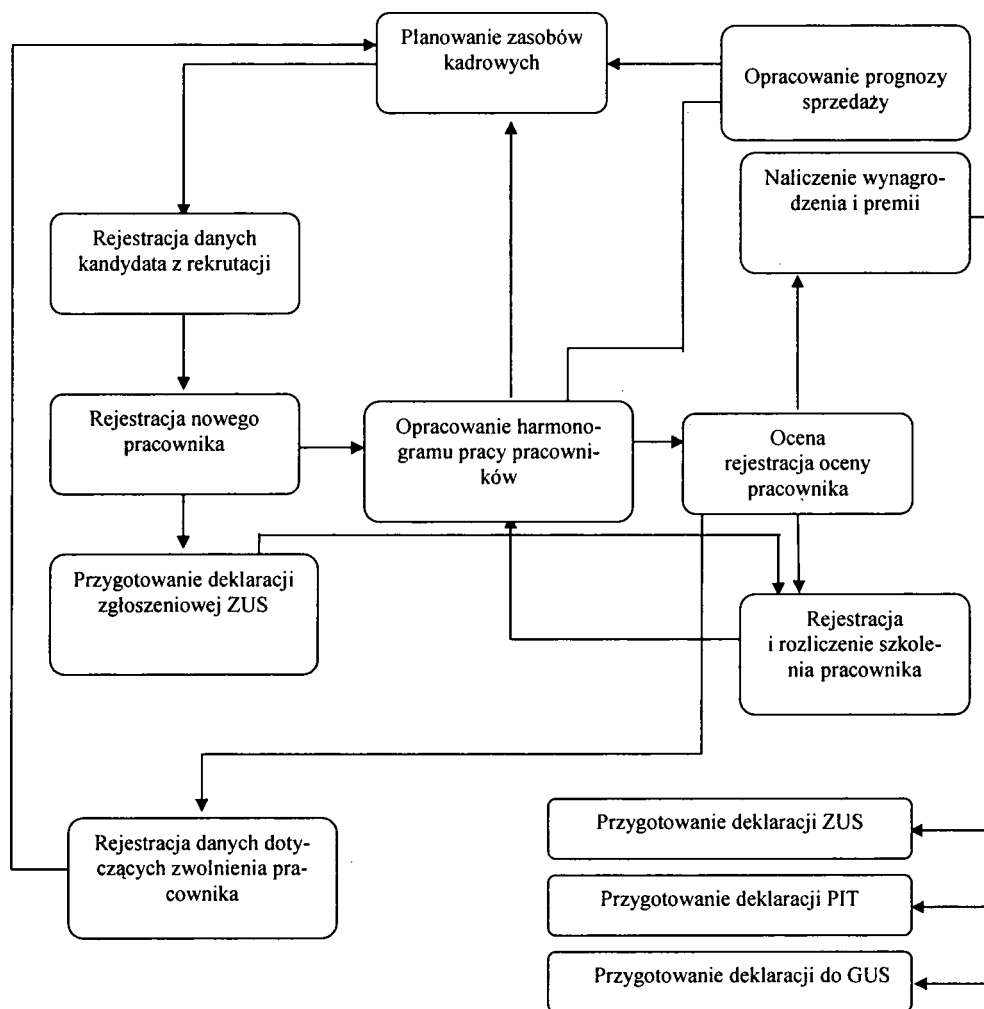 Planowanie zasobów
kadrowych
Opracowanie prognozy
sprzedaży
Naliczenie wynagro-
dzenia i premii
Rejestracja danych
kandydata z rekrutacji
Rejestracja nowego
pracownika
Opracowanie harmono-
gramu pracy pracowni-
ków
Ocena
rejestracja oceny
pracownika
Przygotowanie deklaracji
zgłoszeniowej ZUS
Rejestracja
i rozliczenie szkole-
nia pracownika
Rejestracja danych doty-
czących zwolnienia pra-
cownika
Przygotowanie deklaracji ZUS
Przygotowanie deklaracji PIT
Przygotowanie deklaracji do GUS